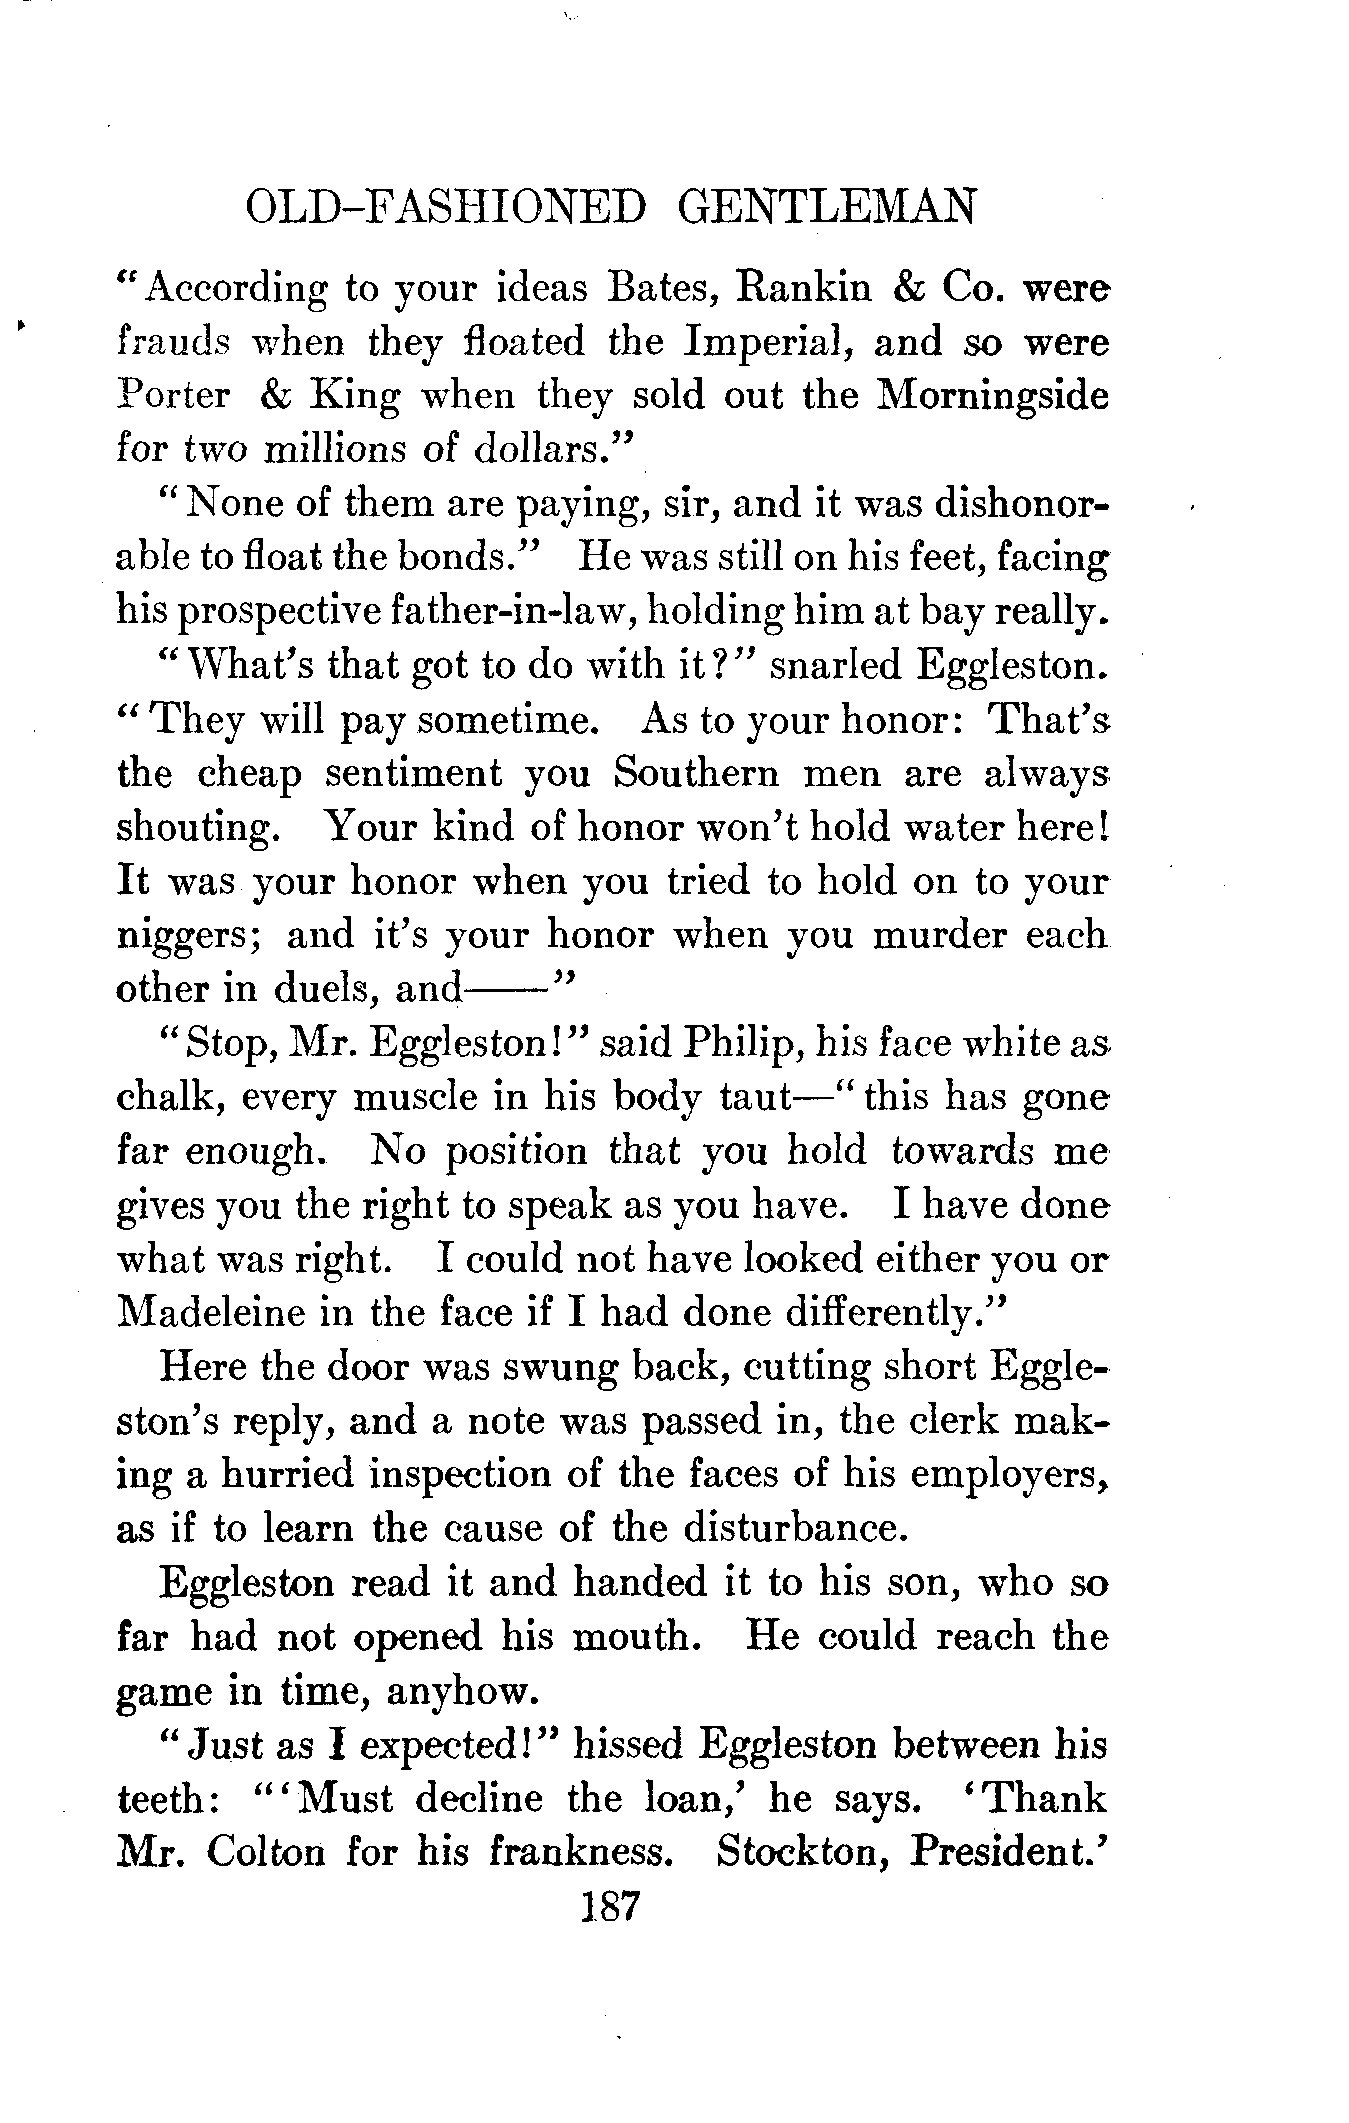 OLD-FASHIONED GENTLEMAN
"According to your ideas Bates, Rankin & Co. were
frauds when they floated the Imperial, and so were
Porter & King when they sold out the Morningside
for two millions of dollars."
"None of them are paying, sir, and it was dishonor-
able to float the bonds." He was still on his feet, facing
his prospective father-in-law, holding him at bay really.
"What's that got to do with it?" snarled Eggleston.
"They will pay sometime. As to your honor: That's
the cheap sentiment you Southern men are always
shouting. Your kind of honor won't hold water here!
It was your honor when you tried to hold on to your
niggers; and it's your honor when you murder each
other in duels, and——"
"Stop, Mr. Eggleston!" said Philip, his face white as
chalk, every muscle in his body taut—"this has gone
far enough. No position that you hold towards me
gives you the right to speak as you have. I have done
what was right. I could not have looked either you or
Madeleine in the face if I had done differently."
Here the door was swung back, cutting short Eggle-
ston's reply, and a note was passed in, the clerk mak-
ing a hurried inspection of the faces of his employers,
as if to learn the cause of the disturbance.
Eggleston read it and handed it to his son, who so
far had not opened his mouth. He could reach the
game in time, anyhow.
"Just as I expected!" hissed Eggleston between his
teeth: "'Must decline the loan,' he says. 'Thank
Mr. Colton for his frankness. Stockton, President.'
187